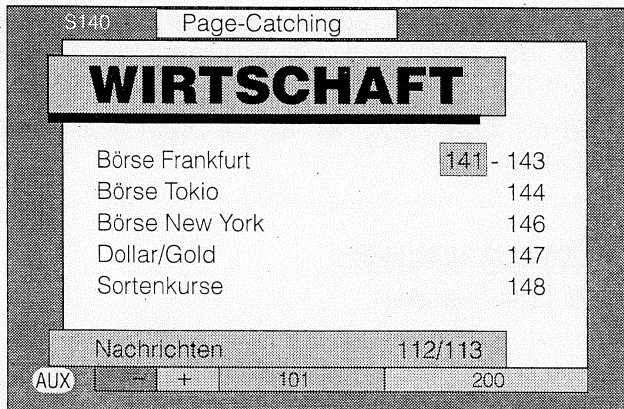 S140 Page-Catching
WIRTSCHAFT
Börse Frankfurt 141 - 143
Börse Tokio 144
Börse New York 146
Dollar/Gold 147
Sortenkurse 148
Nachrichten 112/113
AUX - + 101 200